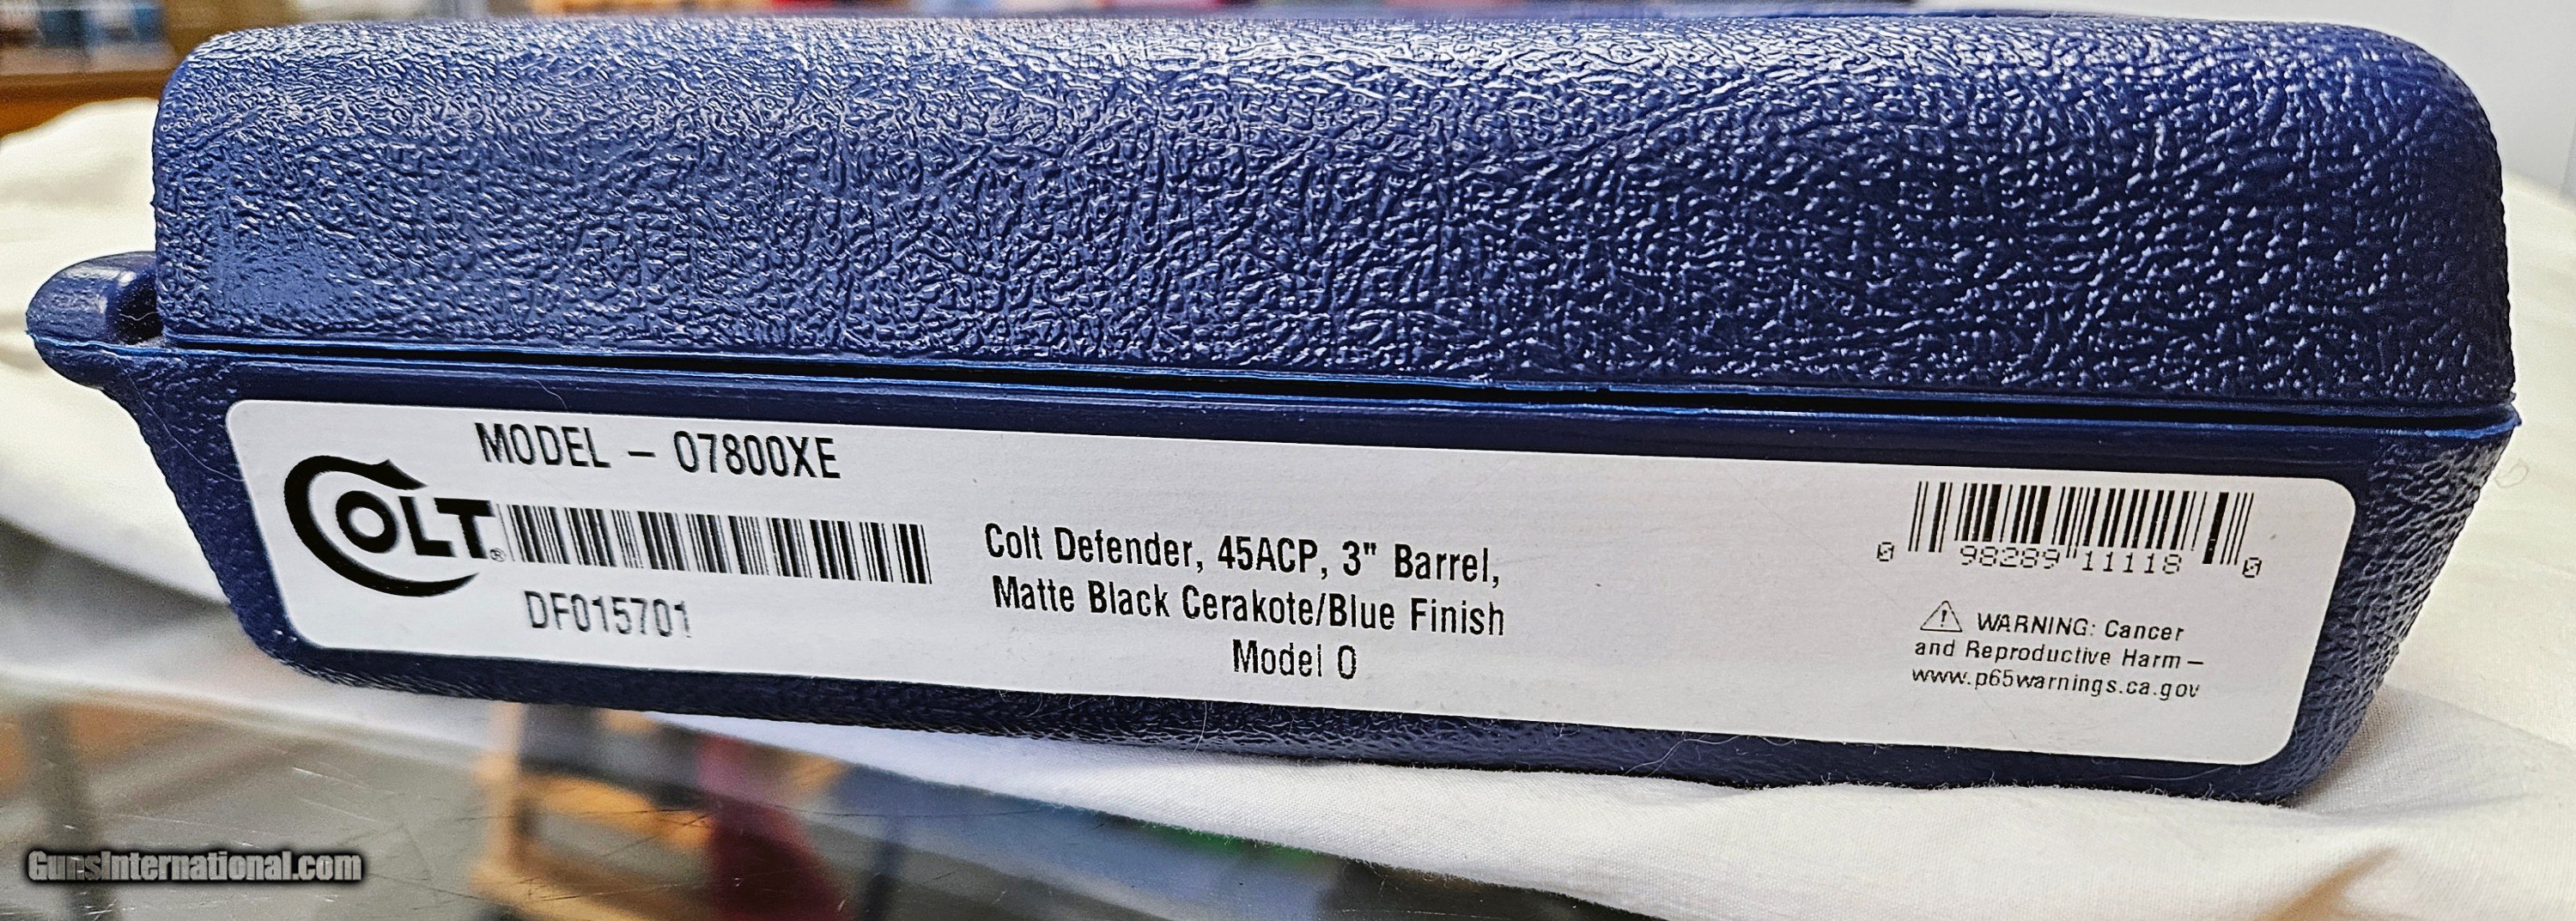 MODEL – O7800XE
COLT®
DF015701
Colt Defender, 45ACP, 3" Barrel,
Matte Black Cerakote/Blue Finish
Model O
0 98289 11118 0
⚠ WARNING: Cancer
and Reproductive Harm –
www.p65warnings.ca.gov
GunsInternational.com